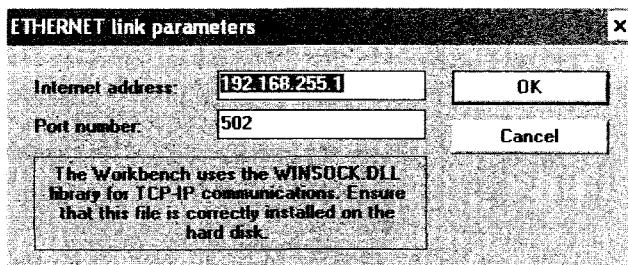 ETHERNET link parameters
Internet address: 192.168.255.1 OK
Port number: 502 Cancel
The Workbench uses the WINSOCK.DLL
library for TCP-IP communications. Ensure
that this file is correctly installed on the
hard disk.